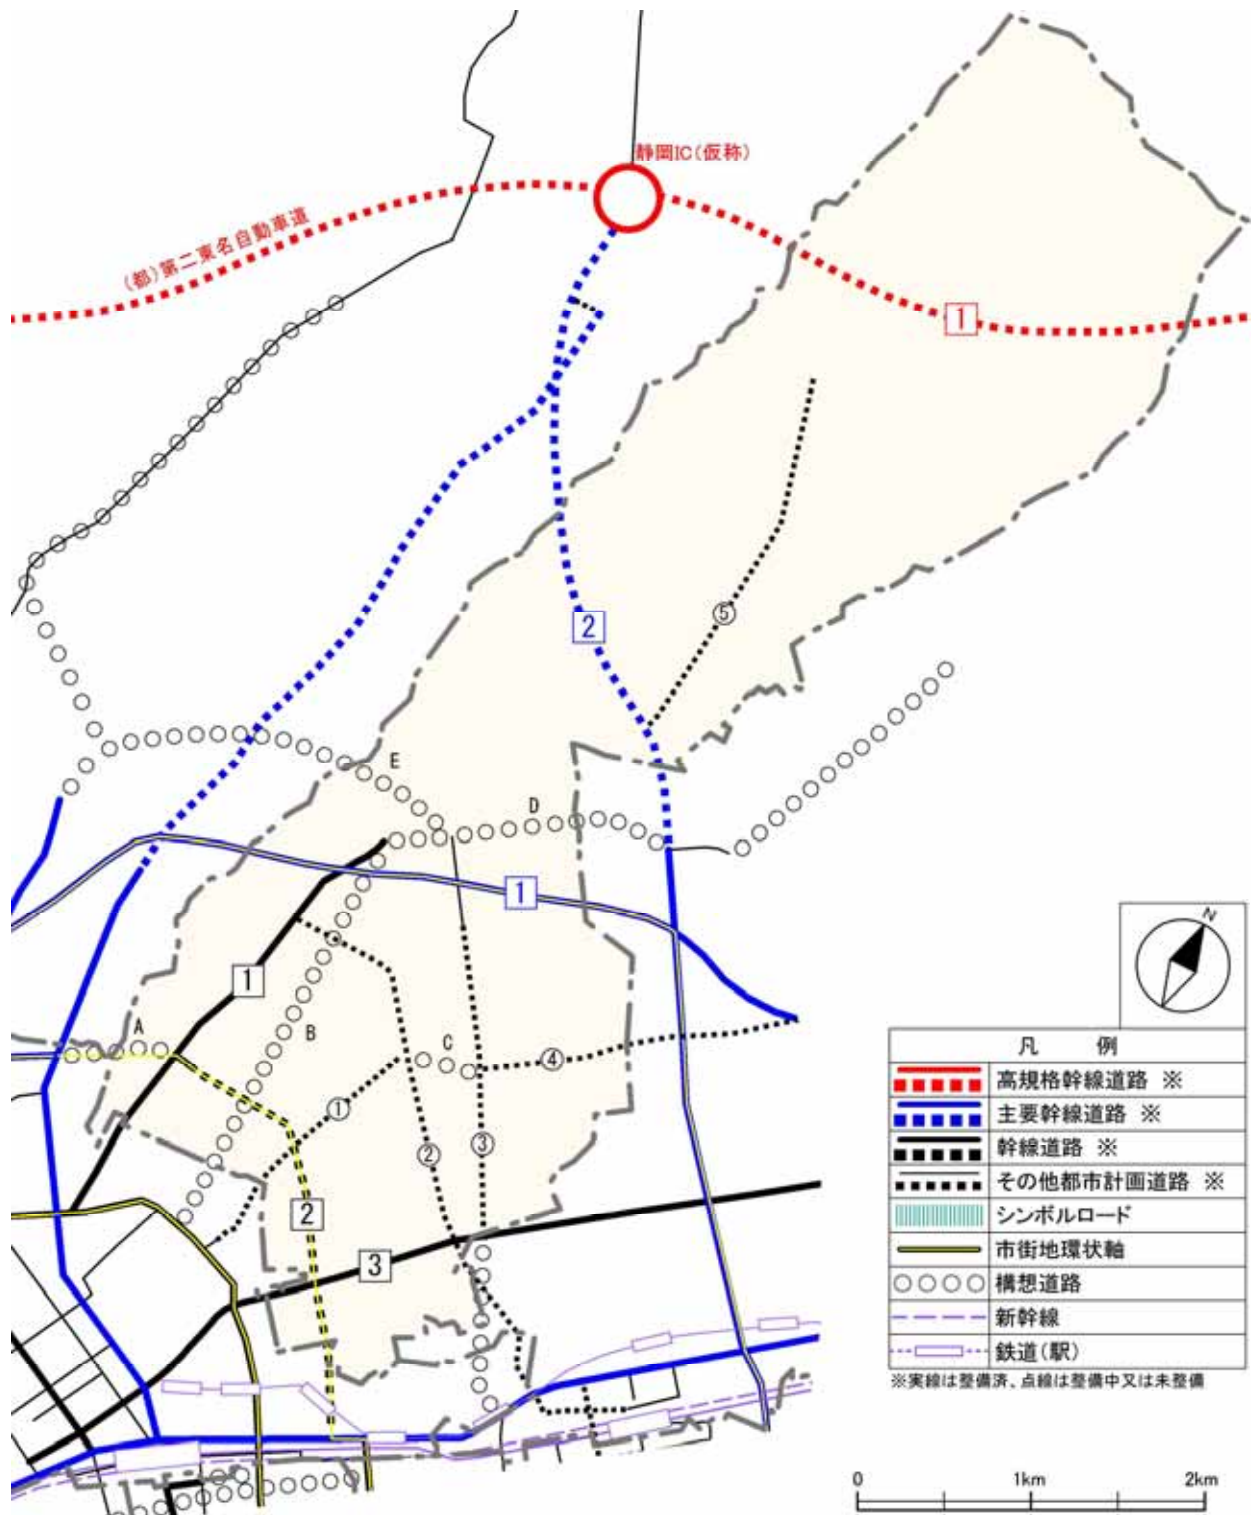 静岡IC(仮称)
(都)第二東名自動車道
1
2
⑤
E
D
1
1
A
B
C
④
①
②
③
2
3
N
凡　例
高規格幹線道路 ※
主要幹線道路 ※
幹線道路 ※
その他都市計画道路 ※
シンボルロード
市街地環状軸
構想道路
新幹線
鉄道(駅)
※実線は整備済、点線は整備中又は未整備
0 1km 2km